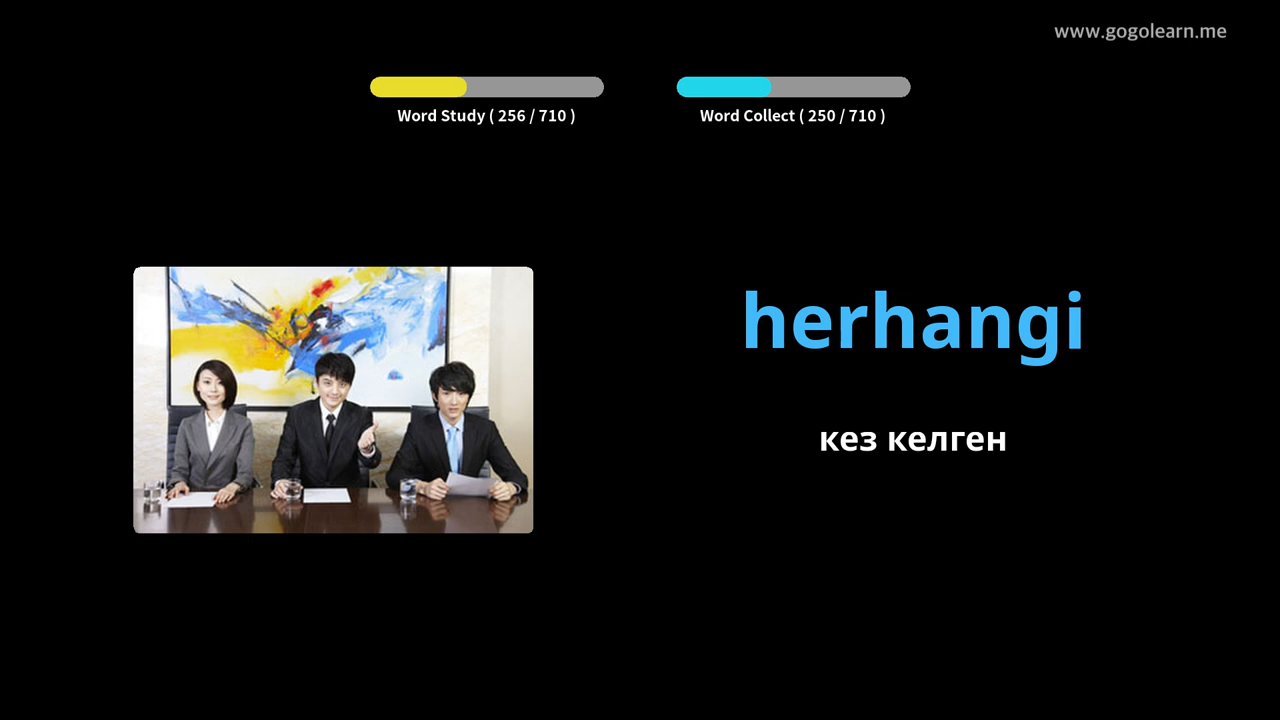 www.gogolearn.me
Word Study ( 256 / 710 )
Word Collect ( 250 / 710 )
herhangi
кез келген